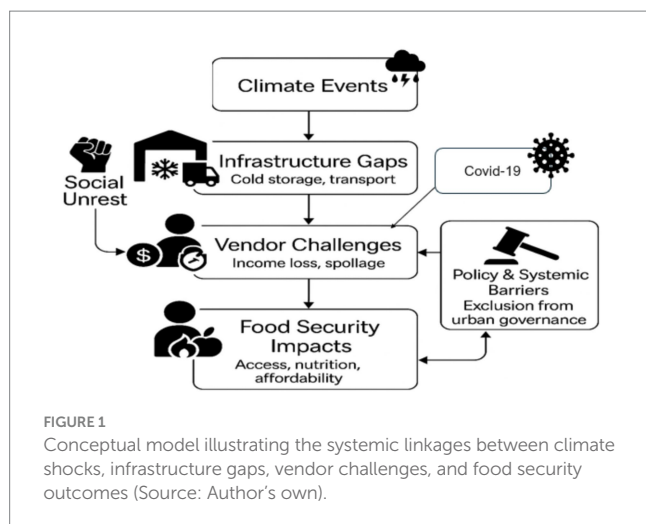 Climate Events
Infrastructure Gaps
Cold storage, transport
Social
Unrest
Covid-19
$
Vendor Challenges
Income loss, spollage
Policy & Systemic
Barriers
Exclusion from
urban governance
Food Security
Impacts
Access, nutrition,
affordability
FIGURE 1
Conceptual model illustrating the systemic linkages between climate
shocks, infrastructure gaps, vendor challenges, and food security
outcomes (Source: Author's own).